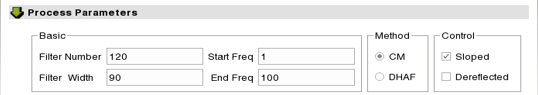 Process Parameters
Basic
Method
Control
Filter Number 120 Start Freq 1
CM
Sloped
Filter Width 90 End Freq 100
DHAF
Dereflected